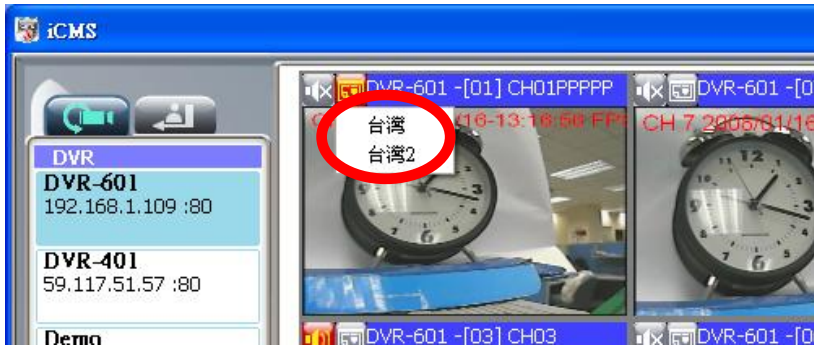 iCMS
DVR
DVR-601
192.168.1.109 :80
DVR-401
59.117.51.57 :80
Demo
DVR-601 -[01] CH01PPPPP
台灣
台灣2
DVR-601 -[0
CH 7 2006/01/16
DVR-601 -[03] CH03
DVR-601 -[0